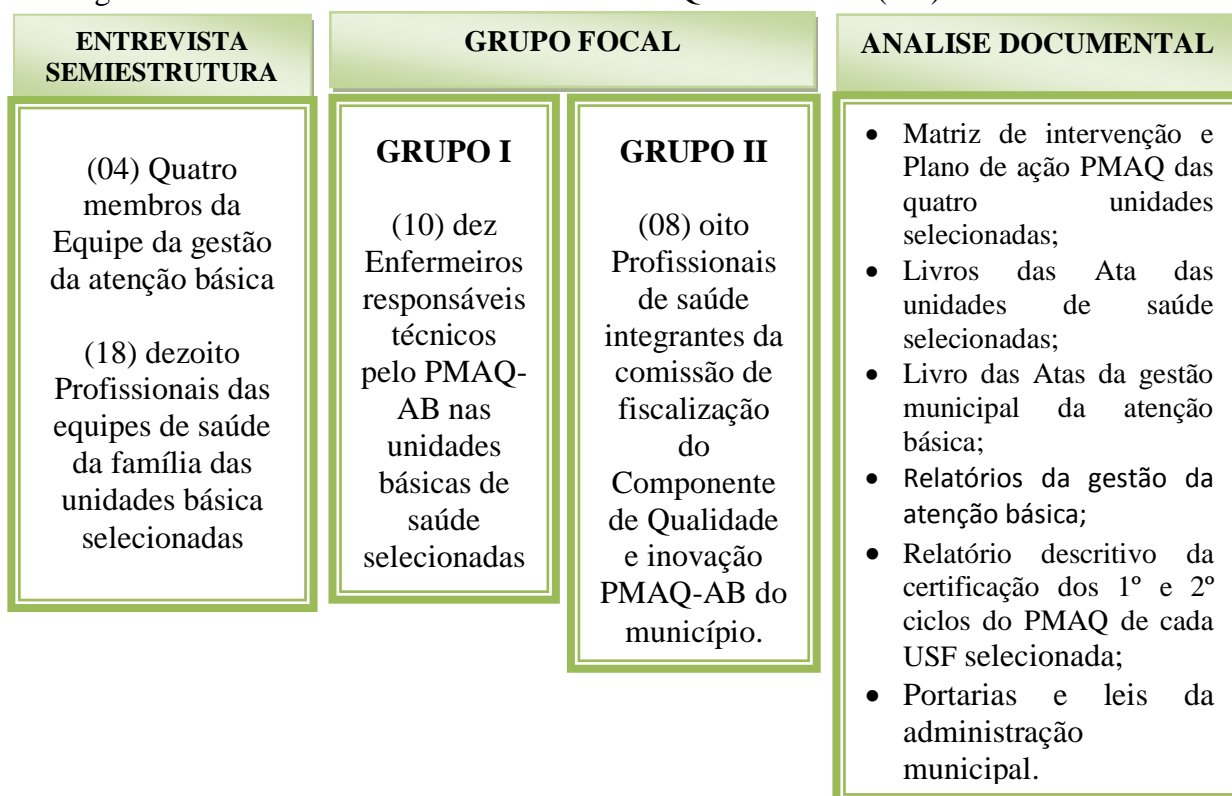 ENTREVISTA
SEMIESTRUTURA
(04) Quatro
membros da
Equipe da gestão
da atenção básica
(18) dezoito
Profissionais das
equipes de saúde
da família das
unidades básica
selecionadas
GRUPO FOCAL
GRUPO I
(10) dez
Enfermeiros
responsáveis
técnicos
pelo PMAQ-
AB nas
unidades
básicas de
saúde
selecionadas
GRUPO II
(08) oito
Profissionais
de saúde
integrantes da
comissão de
fiscalização
do
Componente
de Qualidade
e inovação
PMAQ-AB do
município.
ANALISE DOCUMENTAL
• Matriz de intervenção e
Plano de ação PMAQ das
quatro unidades
selecionadas;
• Livros das Ata das
unidades de saúde
selecionadas;
• Livro das Atas da gestão
municipal da atenção
básica;
• Relatórios da gestão da
atenção básica;
• Relatório descritivo da
certificação dos 1º e 2º
ciclos do PMAQ de cada
USF selecionada;
• Portarias e leis da
administração
municipal.